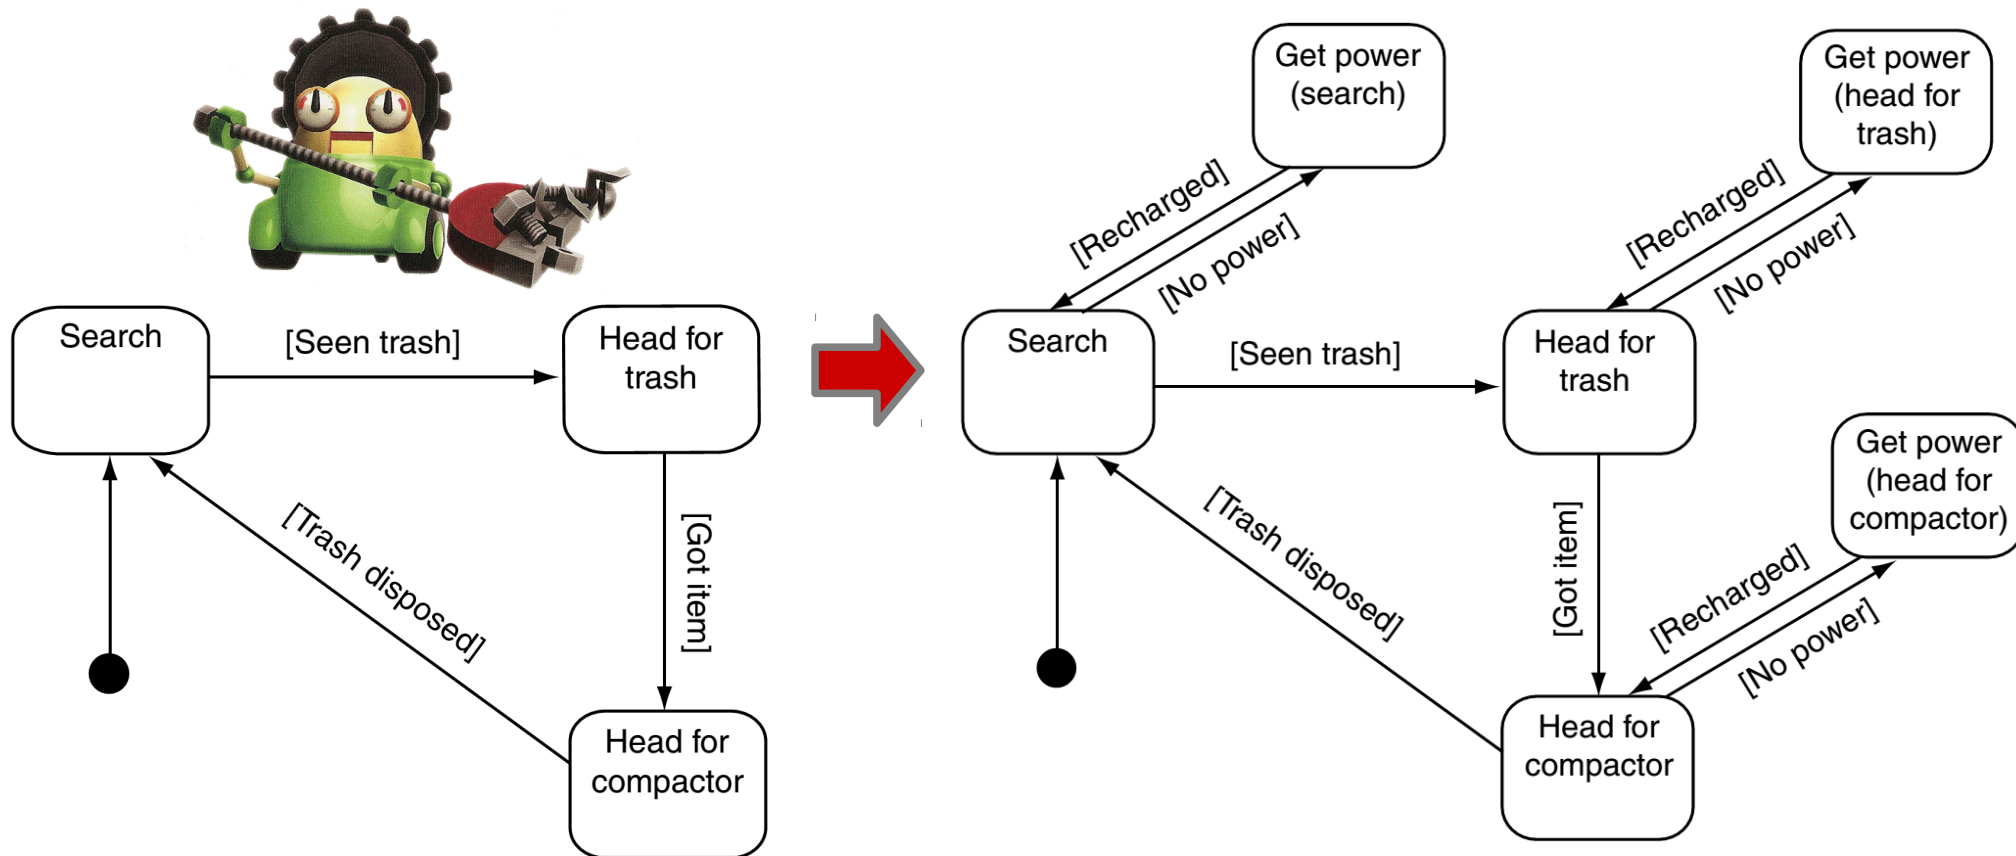 Search
[Seen trash]
Head for
trash
[Trash disposed]
[Got item]
Head for
compactor
Get power
(search)
Get power
(head for
trash)
[Recharged]
[No power]
[Recharged]
[No power]
Search
[Seen trash]
Head for
trash
Get power
(head for
compactor)
[Trash disposed]
[Got item]
[Recharged]
[No power]
Head for
compactor